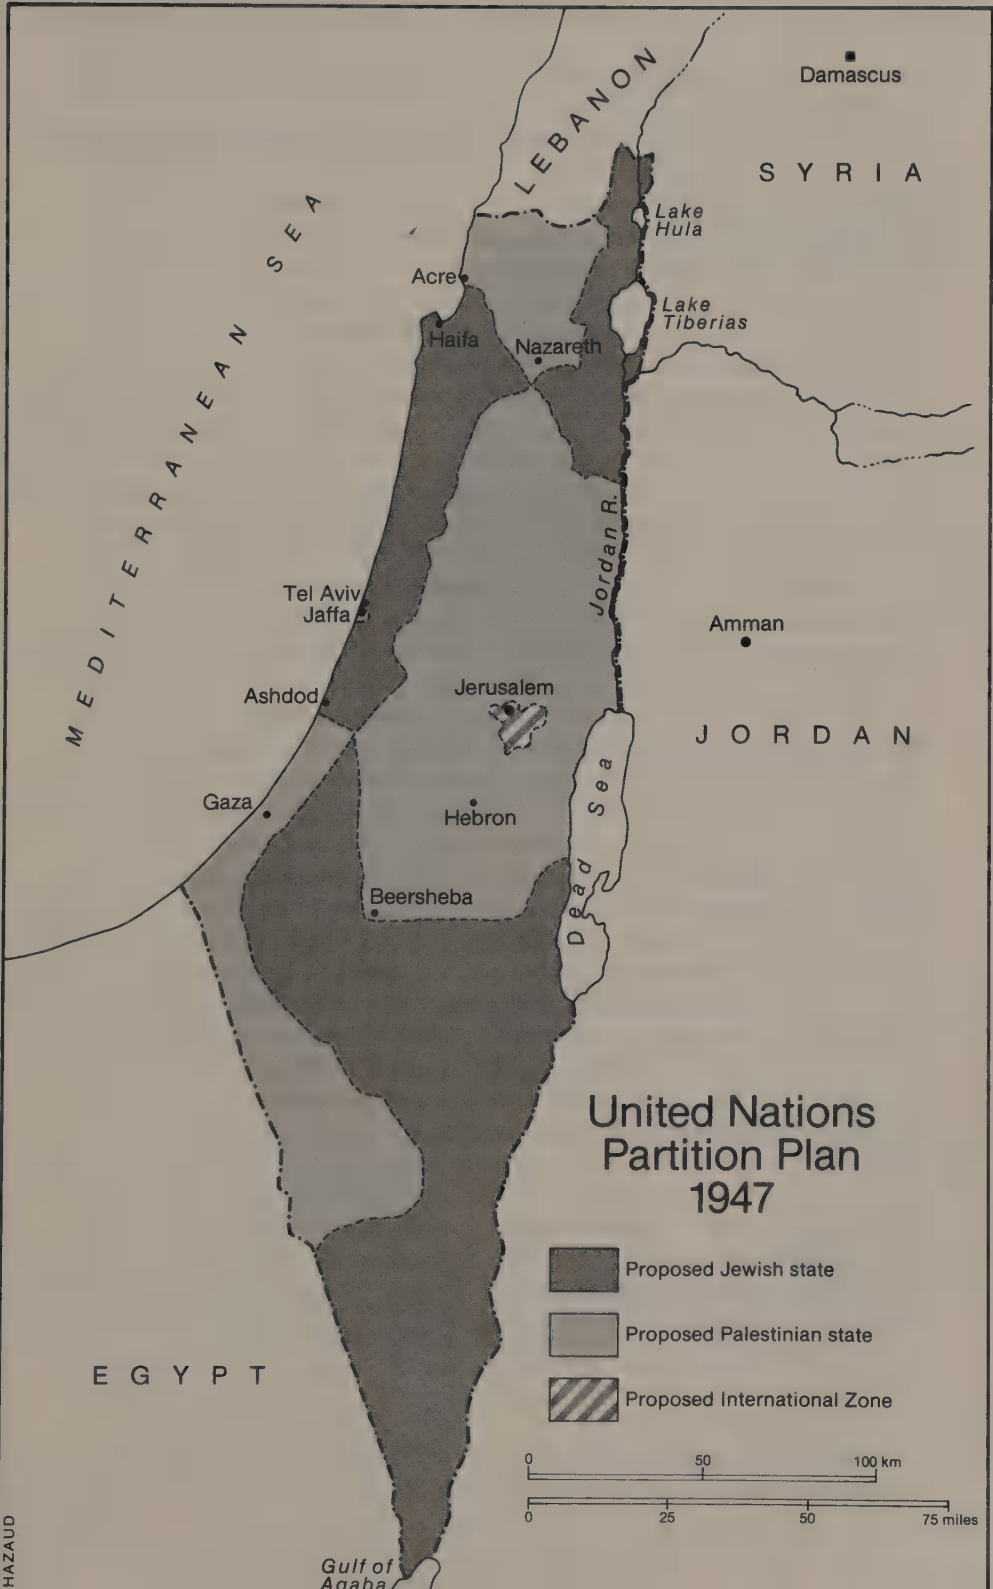 Damascus
LEBANON
SYRIA
Lake
Hula
MEDITERRANEAN SEA
Acre
Lake
Tiberias
Haifa
Nazareth
Jordan R.
Tel Aviv
Jaffa
Amman
Ashdod
Jerusalem
JORDAN
Gaza
Hebron
Dead Sea
Beersheba
United Nations
Partition Plan
1947
Proposed Jewish state
Proposed Palestinian state
Proposed International Zone
EGYPT
0 50 100 km
0 25 50 75 miles
HAZAUD
Gulf of
Aqaba